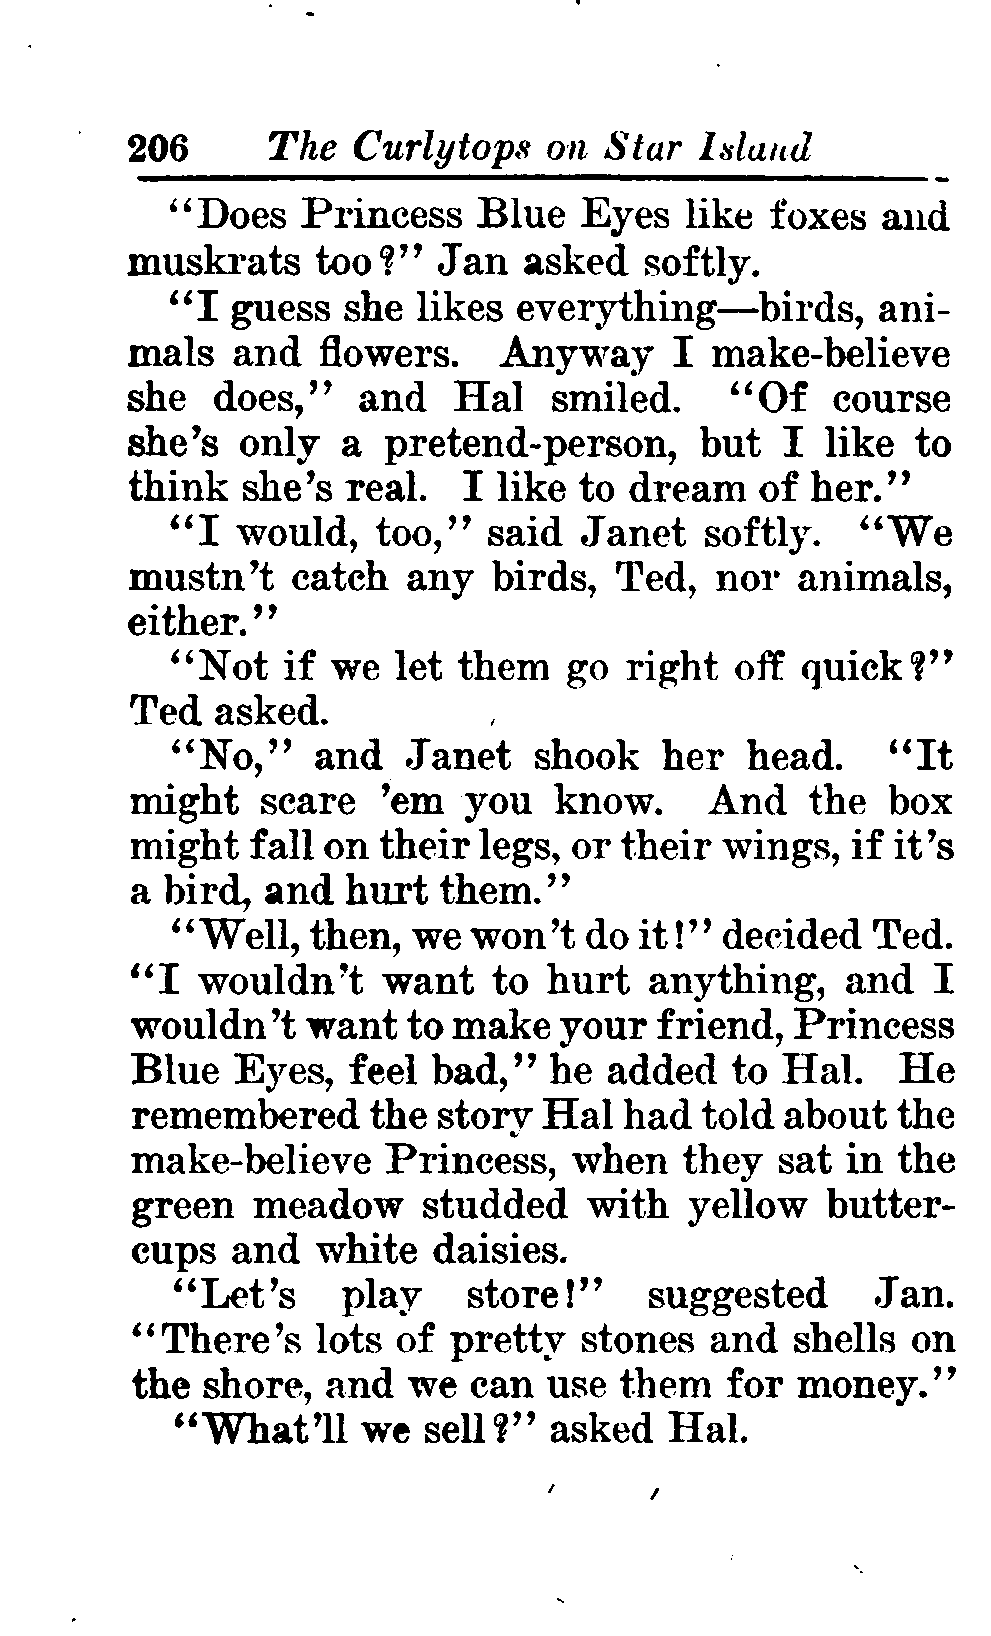 206 The Curlytops on Star Island
“Does Princess Blue Eyes like foxes and
muskrats too?” Jan asked softly.
“I guess she likes everything—birds, ani-
mals and flowers. Anyway I make-believe
she does,” and Hal smiled. “Of course
she’s only a pretend-person, but I like to
think she’s real. I like to dream of her.”
“I would, too,” said Janet softly. “We
mustn’t catch any birds, Ted, nor animals,
either.”
“Not if we let them go right off quick?”
Ted asked.
“No,” and Janet shook her head. “It
might scare ’em you know. And the box
might fall on their legs, or their wings, if it’s
a bird, and hurt them.”
“Well, then, we won’t do it!” decided Ted.
“I wouldn’t want to hurt anything, and I
wouldn’t want to make your friend, Princess
Blue Eyes, feel bad,” he added to Hal. He
remembered the story Hal had told about the
make-believe Princess, when they sat in the
green meadow studded with yellow butter-
cups and white daisies.
“Let’s play store!” suggested Jan.
“There’s lots of pretty stones and shells on
the shore, and we can use them for money.”
“What’ll we sell?” asked Hal.